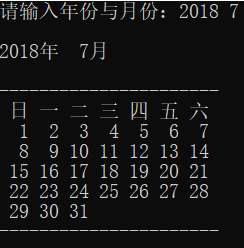 请输入年份与月份：2018 7
2018年 7月
---------------------
日 一 二 三 四 五 六
1 2 3 4 5 6 7
8 9 10 11 12 13 14
15 16 17 18 19 20 21
22 23 24 25 26 27 28
29 30 31
---------------------